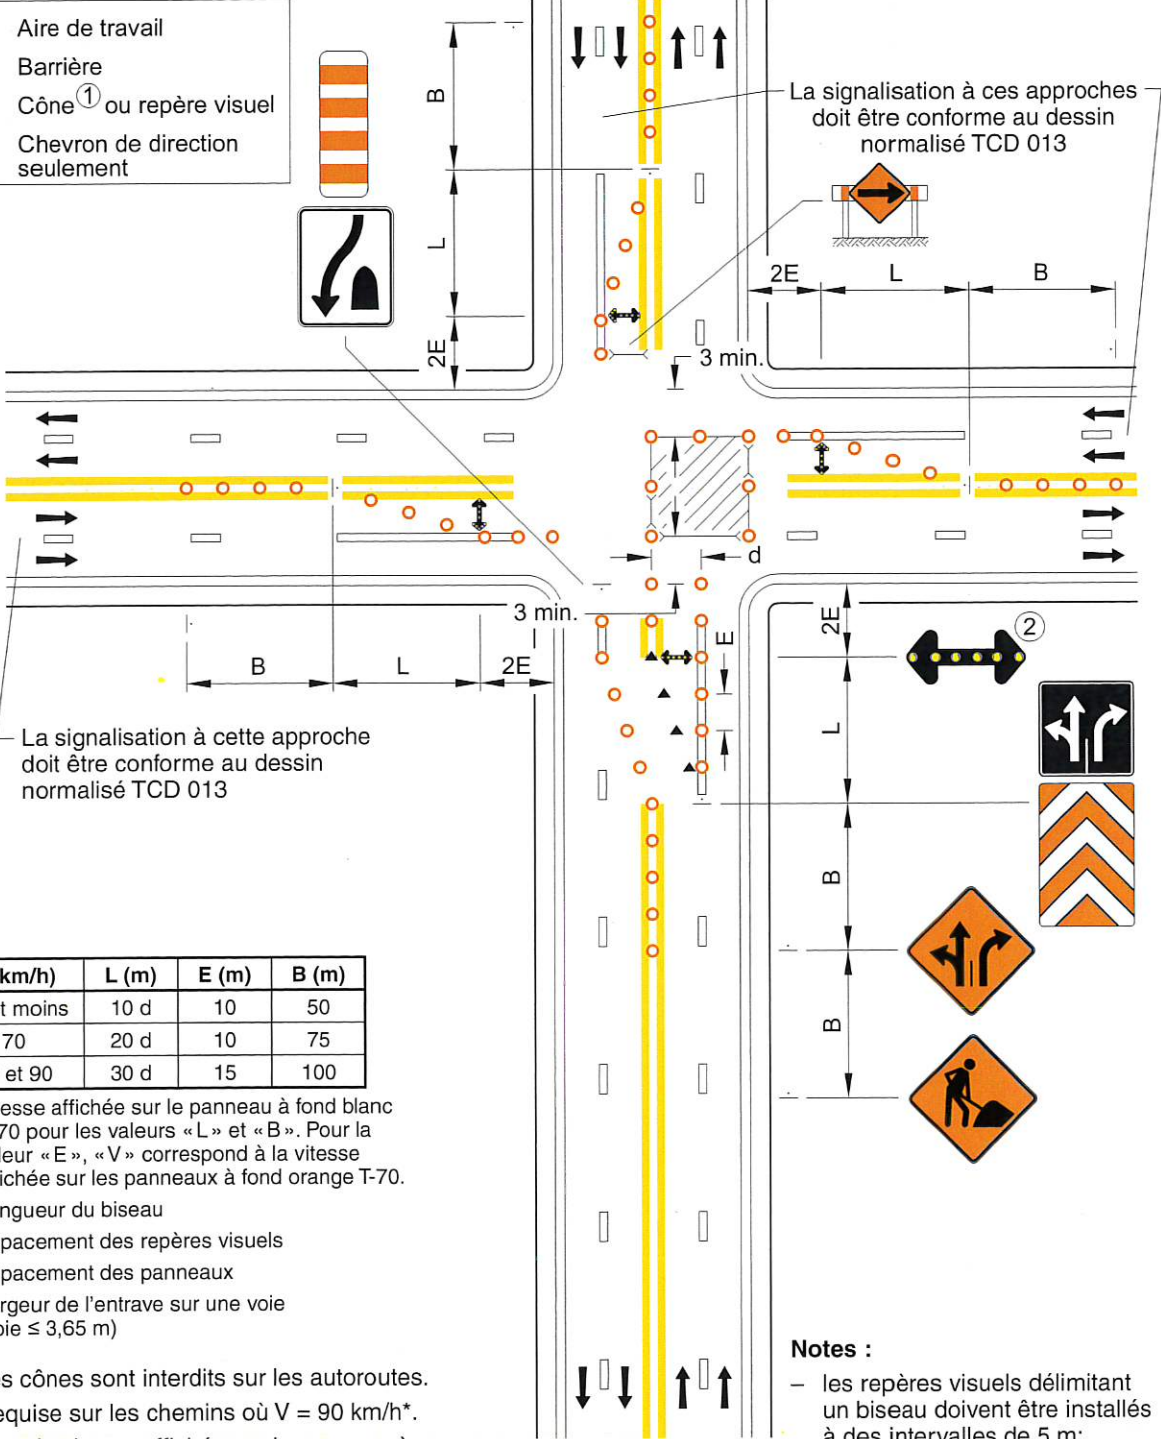 Aire de travail
Barrière
Cône ① ou repère visuel
Chevron de direction
seulement
B
L
2E
La signalisation à ces approches
doit être conforme au dessin
normalisé TCD 013
2E
L
B
3 min.
d
3 min.
E
2E
②
B
L
2E
L
La signalisation à cette approche
doit être conforme au dessin
normalisé TCD 013
B
B
km/h) L (m) E (m) B (m)
t moins 10 d 10 50
70 20 d 10 75
et 90 30 d 15 100
esse affichée sur le panneau à fond blanc
70 pour les valeurs « L » et « B ». Pour la
leur « E », « V » correspond à la vitesse
ichée sur les panneaux à fond orange T-70.
ngueur du biseau
pacement des repères visuels
pacement des panneaux
rgeur de l'entrave sur une voie
oie ≤ 3,65 m)
s cônes sont interdits sur les autoroutes.
equise sur les chemins où V = 90 km/h*.
Notes :
– les repères visuels délimitant
un biseau doivent être installés
à des intervalles de 5 m;